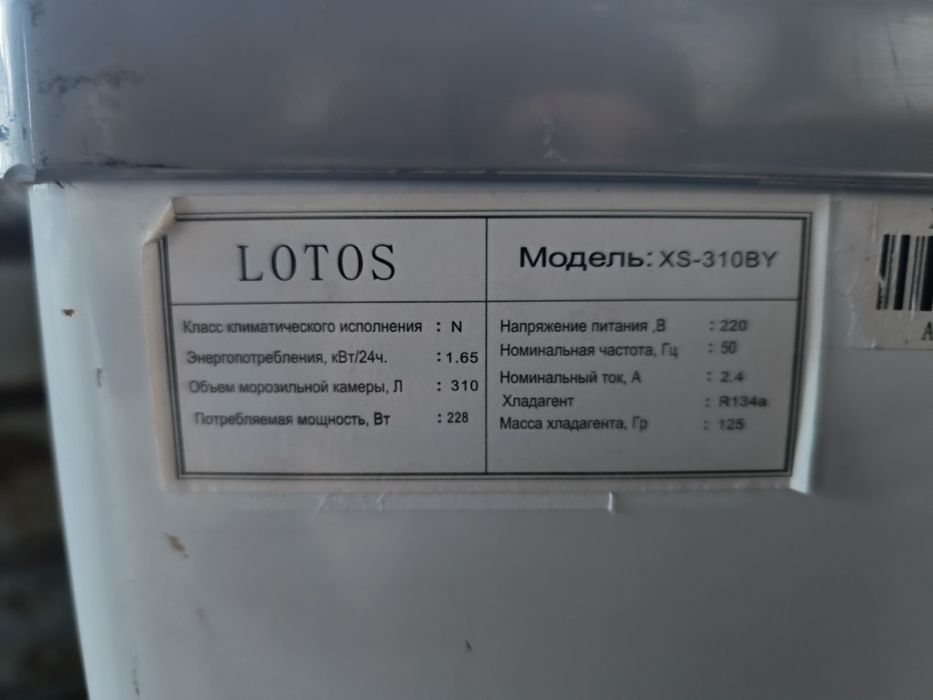 LOTOS
Модель: XS-310BY
Класс климатического исполнения : N
Энергопотребления, кВт/24ч. : 1.65
Объем морозильной камеры, Л : 310
Потребляемая мощность, Вт : 228
Напряжение питания ,В : 220
Номинальная частота, Гц : 50
Номинальный ток, А : 2.4
Хладагент : R134a
Масса хладагента, Гр : 125
A